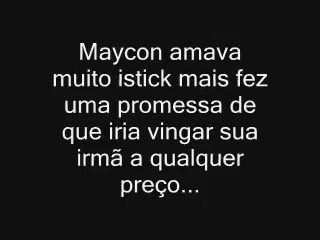 Maycon amava
muito istick mais fez
uma promessa de
que iria vingar sua
irmã a qualquer
preço...